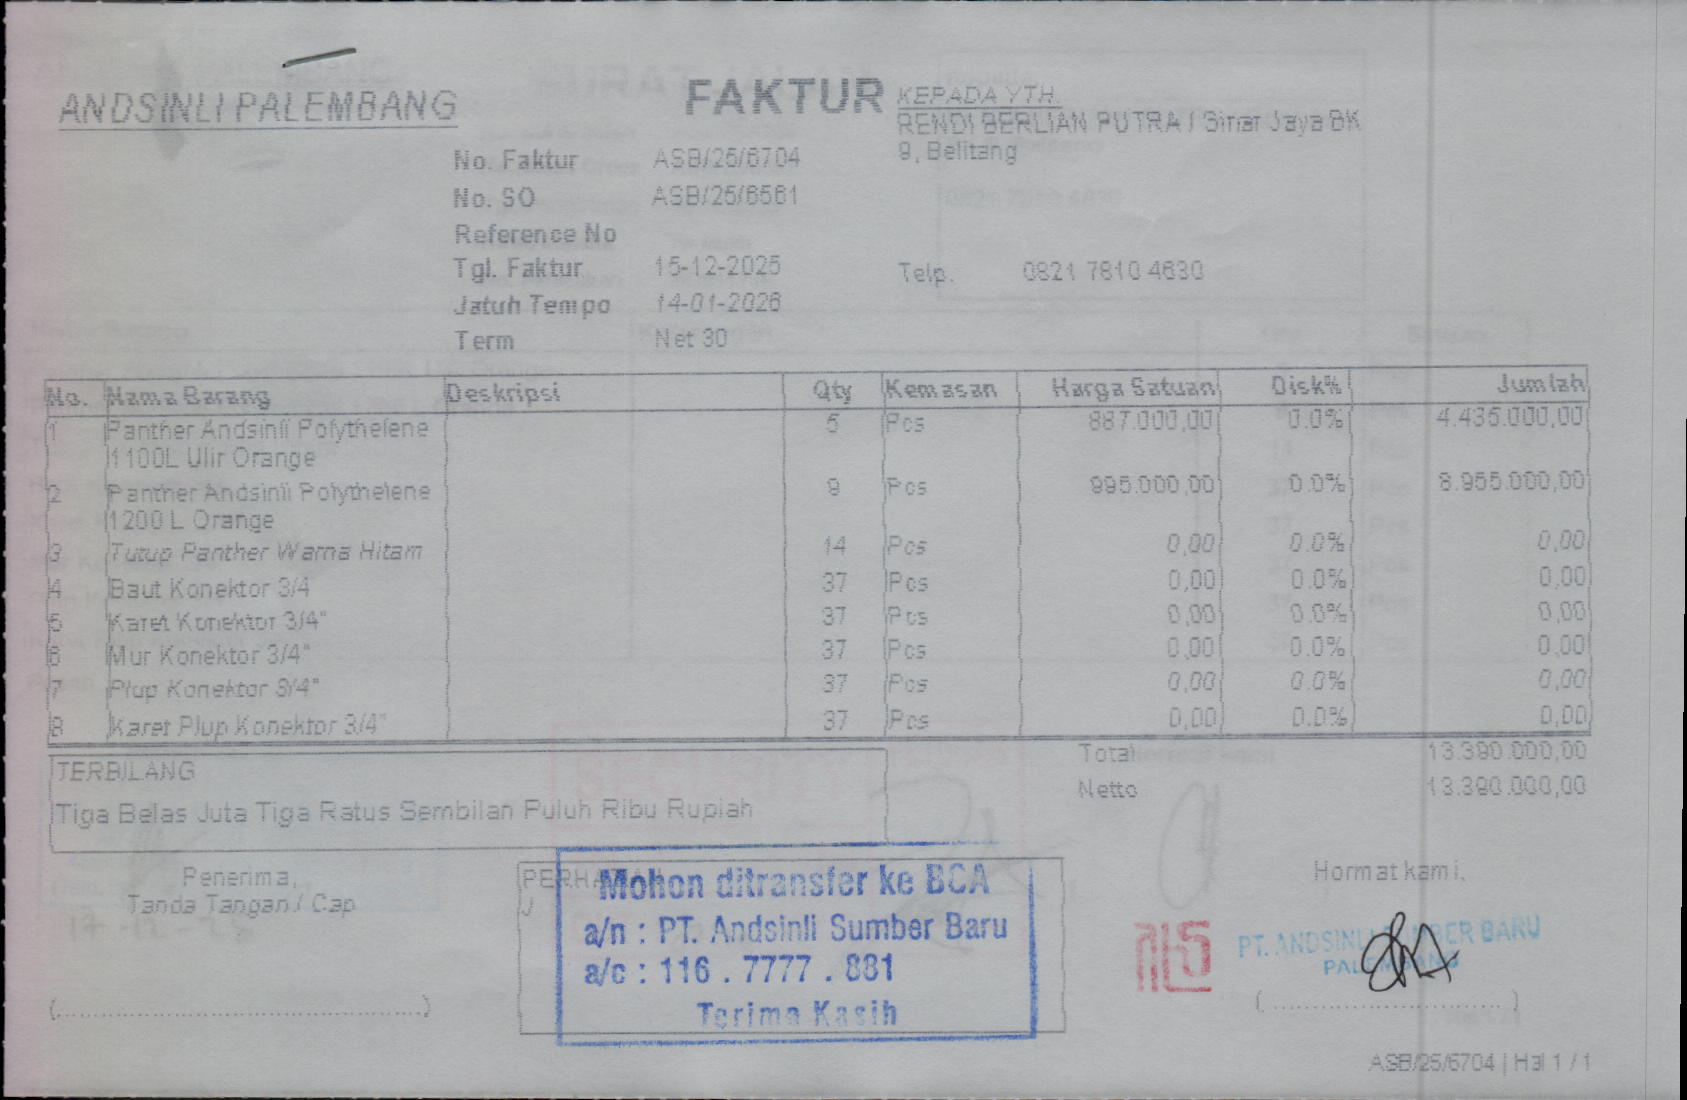 ANDSINLI PALEMBANG
FAKTUR
KEPADA YTH.
RENDI BERLIAN PUTRA / Sinar Jaya BK
9, Belitang
No. Faktur ASB/25/6704
No. SO ASB/25/6561
Reference No
Tgl. Faktur 15-12-2025
Telp. 0821 7810 4630
Jatuh Tempo 14-01-2026
Term Net 30
No. Nama Barang Deskripsi Qty Kemasan Harga Satuan Disk% Jumlah
1 Panther Andsinli Polythelene 5 Pcs 887.000,00 0.0% 4.435.000,00
1100L Ulir Orange
2 Panther Andsinli Polythelene 9 Pcs 995.000,00 0.0% 8.955.000,00
1200 L Orange
3 Tutup Panther Warna Hitam 14 Pcs 0,00 0.0% 0,00
4 Baut Konektor 3/4 37 Pcs 0,00 0.0% 0,00
5 Karet Konektor 3/4" 37 Pcs 0,00 0.0% 0,00
6 Mur Konektor 3/4" 37 Pcs 0,00 0.0% 0,00
7 Plup Konektor 3/4" 37 Pcs 0,00 0.0% 0,00
8 Karet Plup Konektor 3/4" 37 Pcs 0,00 0.0% 0,00
Total 13.390.000,00
Netto 13.390.000,00
TERBILANG
Tiga Belas Juta Tiga Ratus Sembilan Puluh Ribu Rupiah
Penerima,
Tanda Tangan / Cap
Mohon ditransfer ke BCA
a/n : PT. Andsinli Sumber Baru
a/c : 116 . 7777 . 881
Terima Kasih
Hormat kami,
PT. ANDSINLI SUMBER BARU
PALEMBANG
ASB/25/6704 | Hal 1 / 1